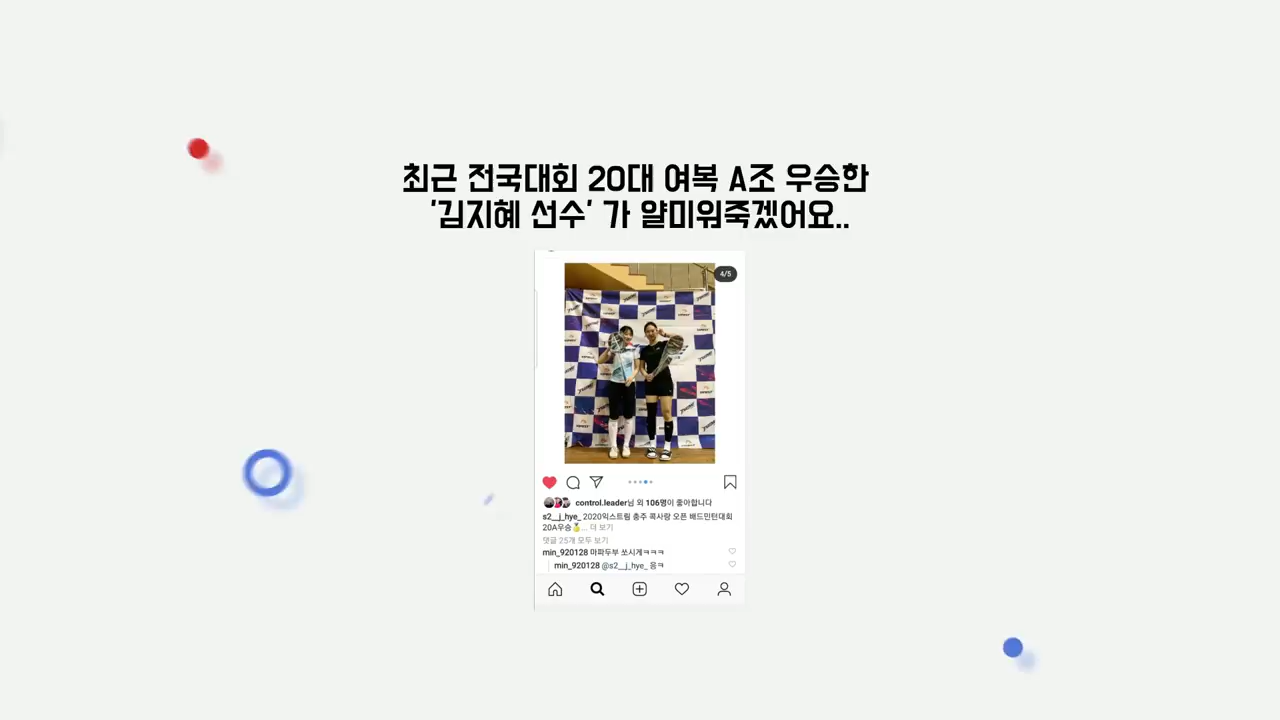 최근 전국대회 20대 여복 A조 우승한
'김지혜 선수' 가 얄미워죽겠어요..
4/5
control.leader님 외 106명이 좋아합니다
s2__j_hye_ 2020익스트림 충주 콕사랑 오픈 배드민턴대회
20A우승🏅... 더 보기
댓글 25개 모두 보기
min_920128 마파두부 쏘시게ㅋㅋㅋ
min_920128 @s2__j_hye_ 응ㅋ